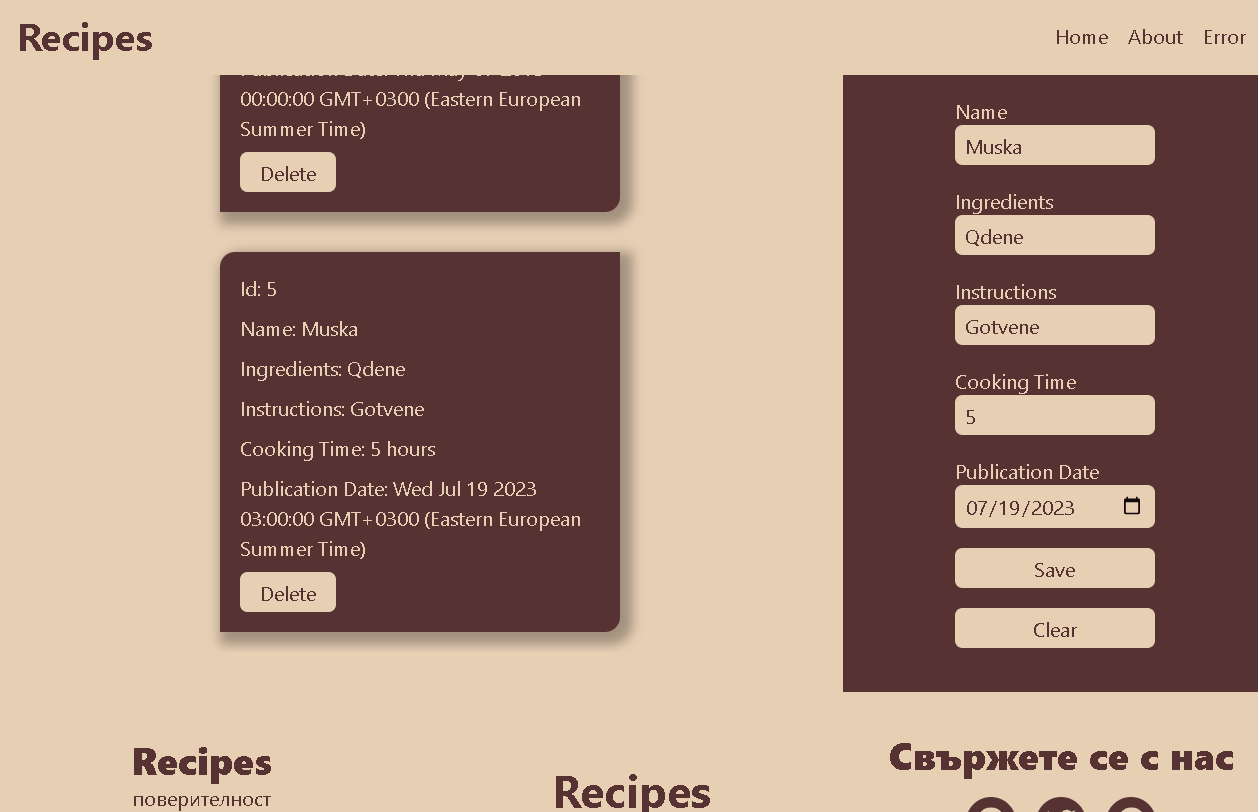 Recipes
Home About Error
00:00:00 GMT+0300 (Eastern European
Summer Time)
Delete
Id: 5
Name: Muska
Ingredients: Qdene
Instructions: Gotvene
Cooking Time: 5 hours
Publication Date: Wed Jul 19 2023
03:00:00 GMT+0300 (Eastern European
Summer Time)
Delete
Name
Muska
Ingredients
Qdene
Instructions
Gotvene
Cooking Time
5
Publication Date
07/19/2023
Save
Clear
Recipes
поверителност
Recipes
Свържете се с нас